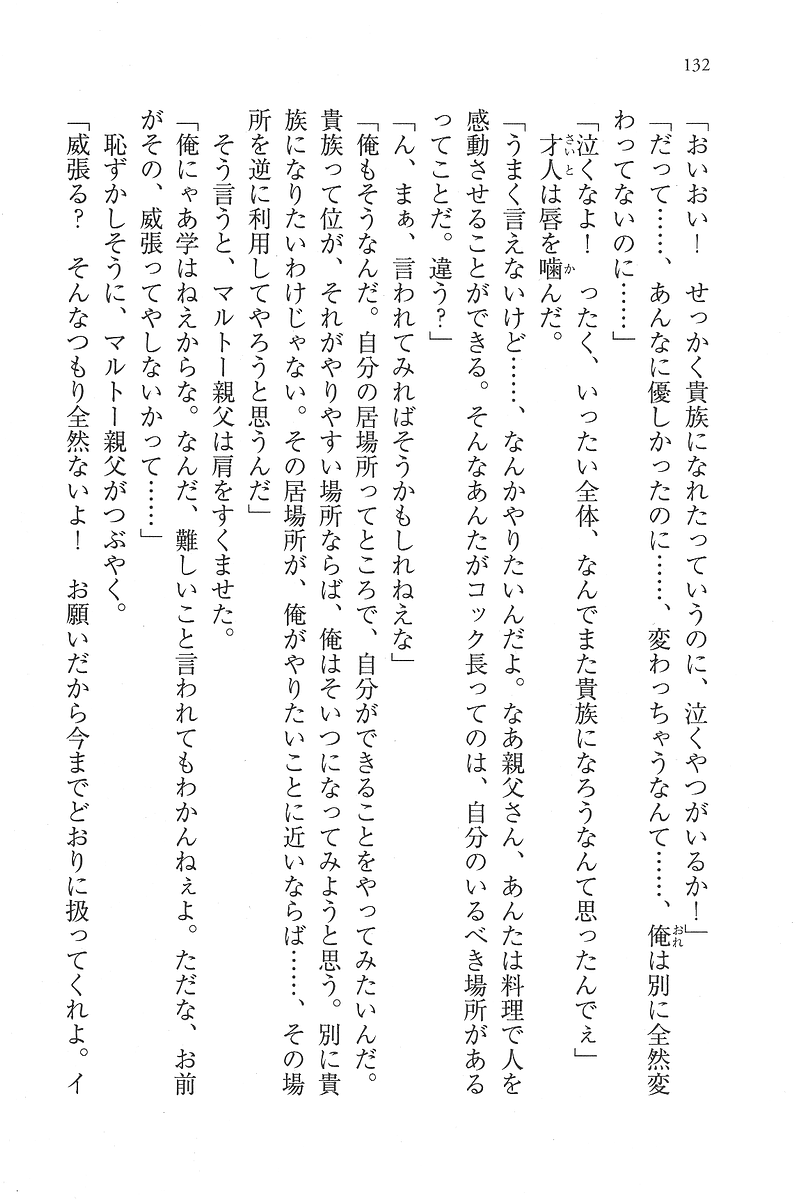 132
「おいおい！　せっかく貴族になれたっていうのに、泣くやつがいるか！」
「だって……、あんなに優しかったのに……、変わっちゃうなんて……、俺は別に全然変
わってないのに……」
「泣くなよ！　ったく、いったい全体、なんでまた貴族になろうなんて思ったんでぇ」
　才人は唇を噛んだ。
「うまく言えないけど……、なんかやりたいんだよ。なあ親父さん、あんたは料理で人を
感動させることができる。そんなあんたがコック長ってのは、自分のいるべき場所がある
ってことだ。違う？」
「ん、まぁ、言われてみればそうかもしれねえな」
「俺もそうなんだ。自分の居場所ってところで、自分ができることをやってみたいんだ。
貴族って位が、それがやりやすい場所ならば、俺はそいつになってみようと思う。別に貴
族になりたいわけじゃない。その居場所が、俺がやりたいことに近いならば……、その場
所を逆に利用してやろうと思うんだ」
　そう言うと、マルトー親父は肩をすくませた。
「俺にゃあ学はねえからな。なんだ、難しいこと言われてもわかんねぇよ。ただな、お前
がその、威張ってやしないかって……」
　恥ずかしそうに、マルトー親父がつぶやく。
「威張る？　そんなつもり全然ないよ！　お願いだから今までどおりに扱ってくれよ。イ